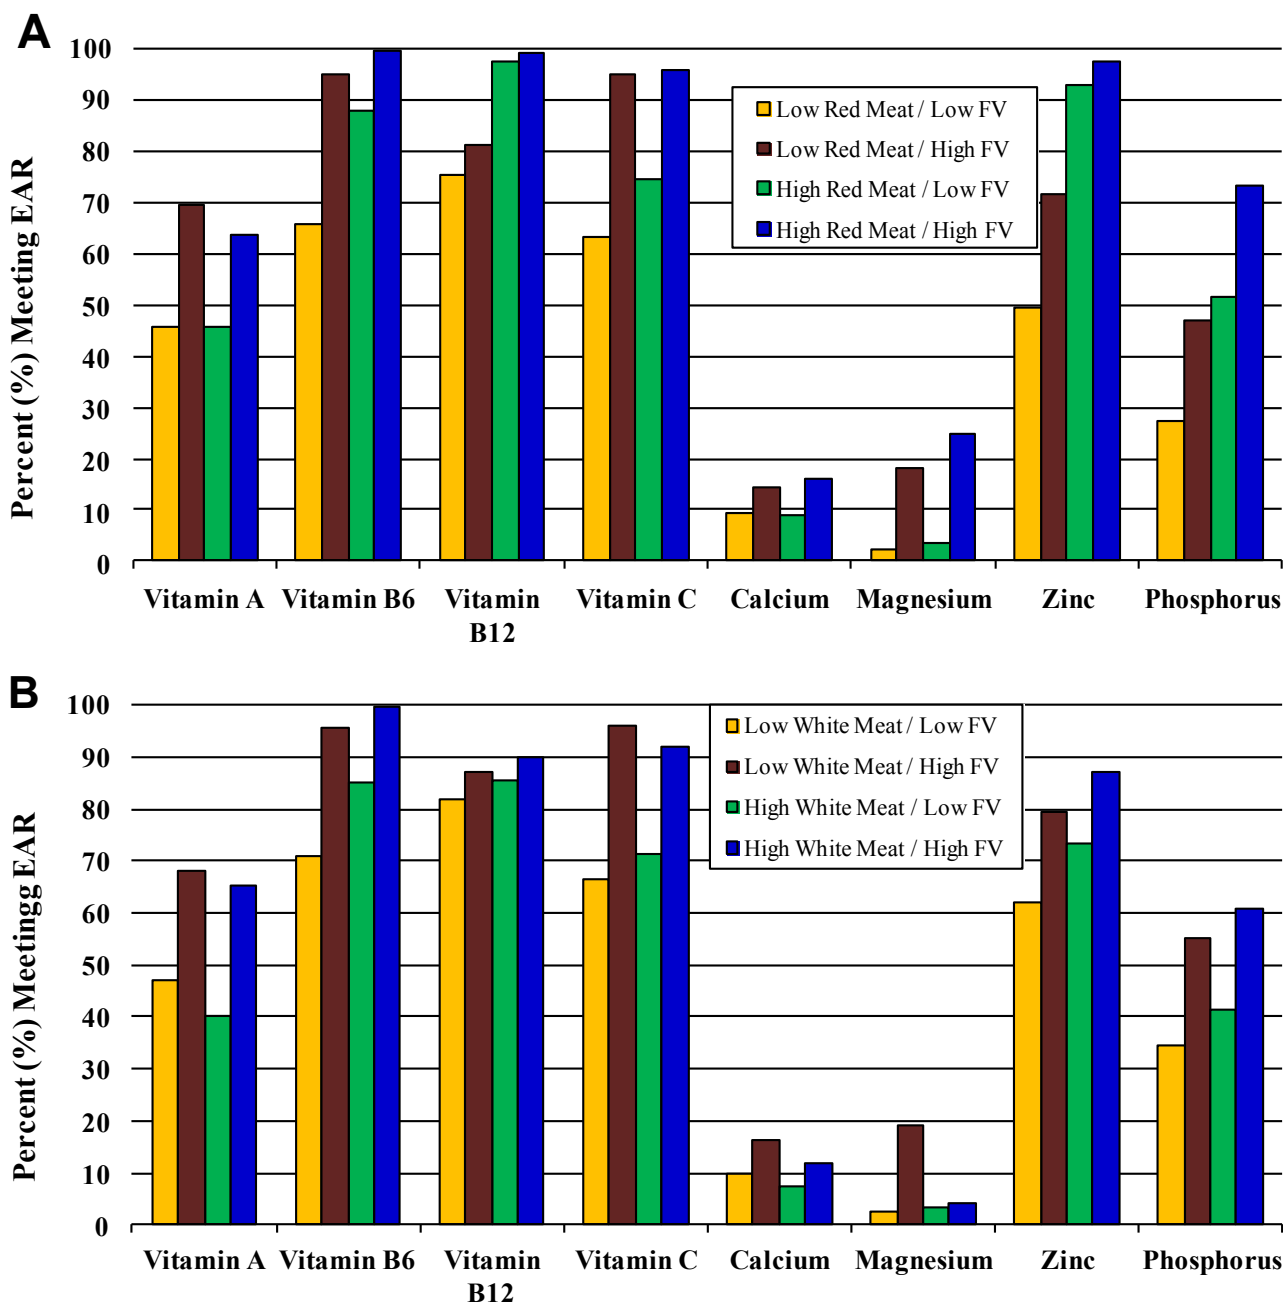 A
100
90
80
70
60
50
40
30
20
10
0
Percent (%) Meeting EAR
Low Red Meat / Low FV
Low Red Meat / High FV
High Red Meat / Low FV
High Red Meat / High FV
Vitamin A Vitamin B6 Vitamin Vitamin C Calcium Magnesium Zinc Phosphorus
B12
B
100
90
80
70
60
50
40
30
20
10
0
Percent (%) Meetingg EAR
Low White Meat / Low FV
Low White Meat / High FV
High White Meat / Low FV
High White Meat / High FV
Vitamin A Vitamin B6 Vitamin Vitamin C Calcium Magnesium Zinc Phosphorus
B12